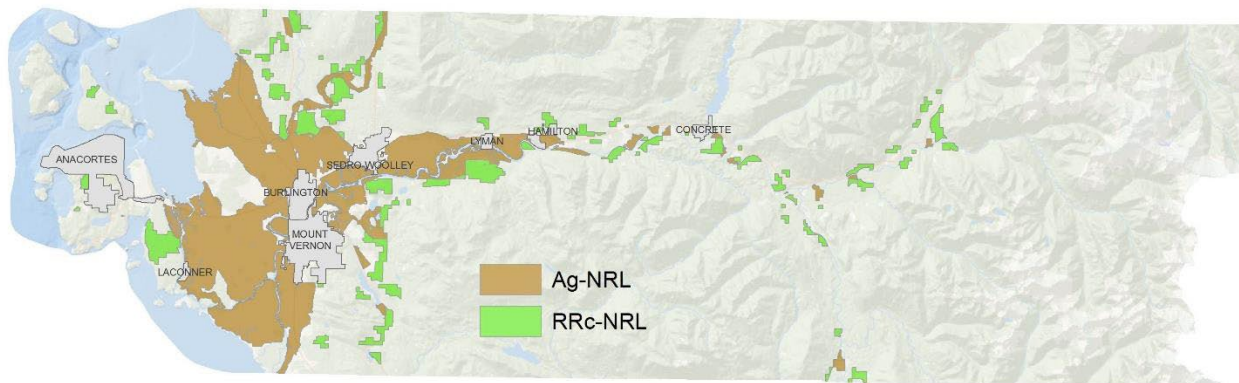 ANACORTES
SEDRO-WOOLLEY
LYMAN
HAMILTON
CONCRETE
BURLINGTON
MOUNT
VERNON
LACONNER
Ag-NRL
RRc-NRL